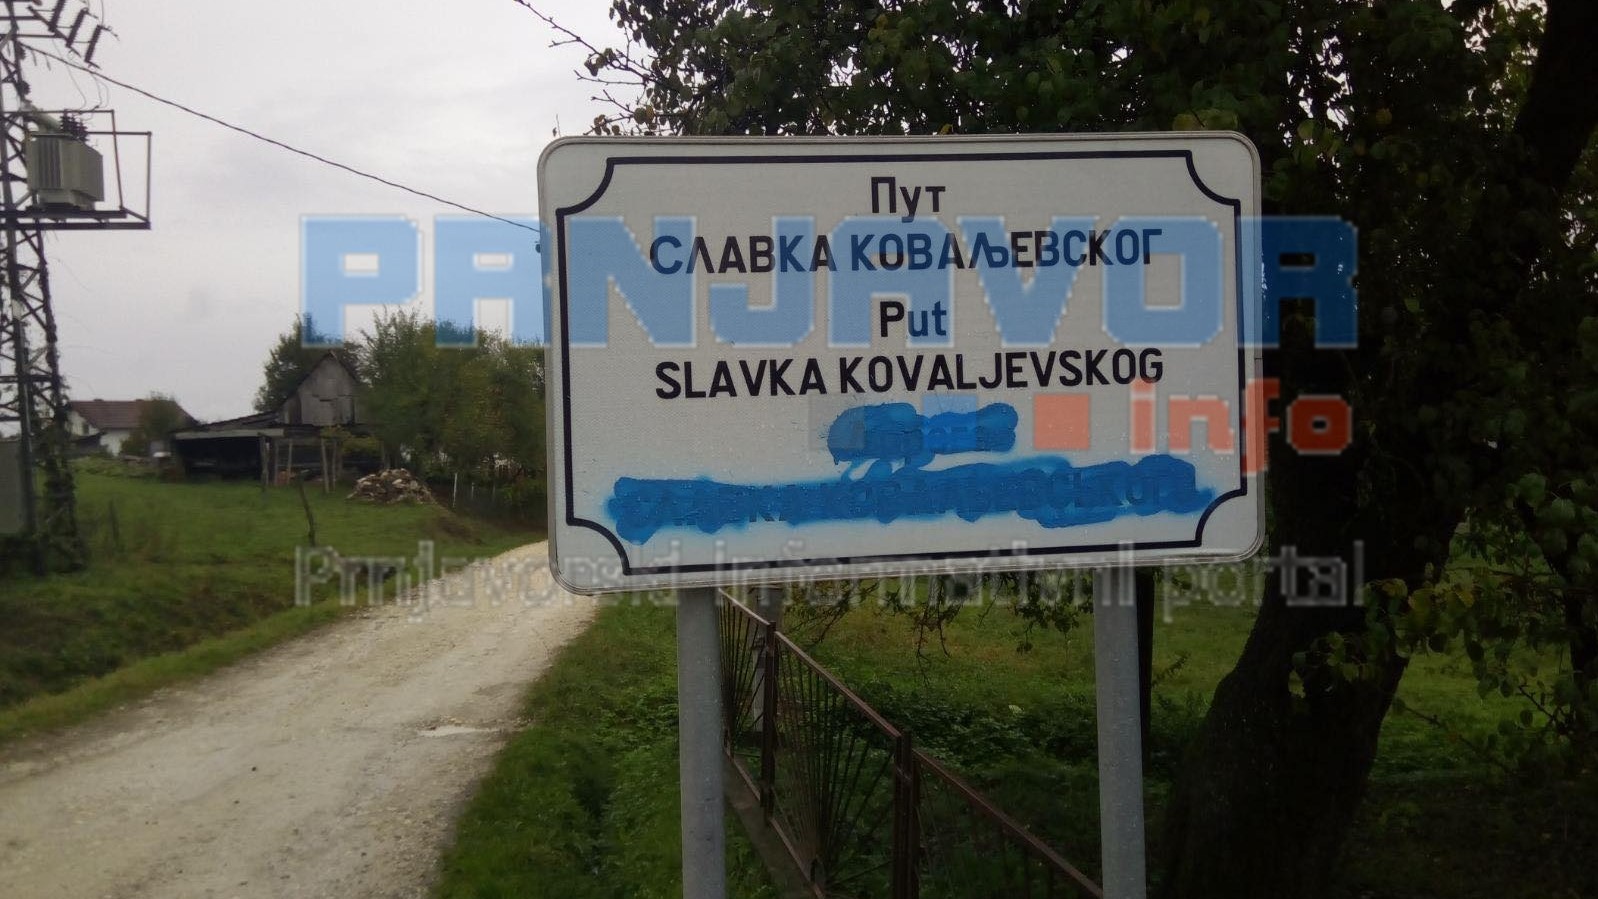 Пут
СЛАВКА КОВАЉЕВСКОГ
Put
SLAVKA KOVALJEVSKOG
PRNJAVOR
info
Prnjavorski informativni portal